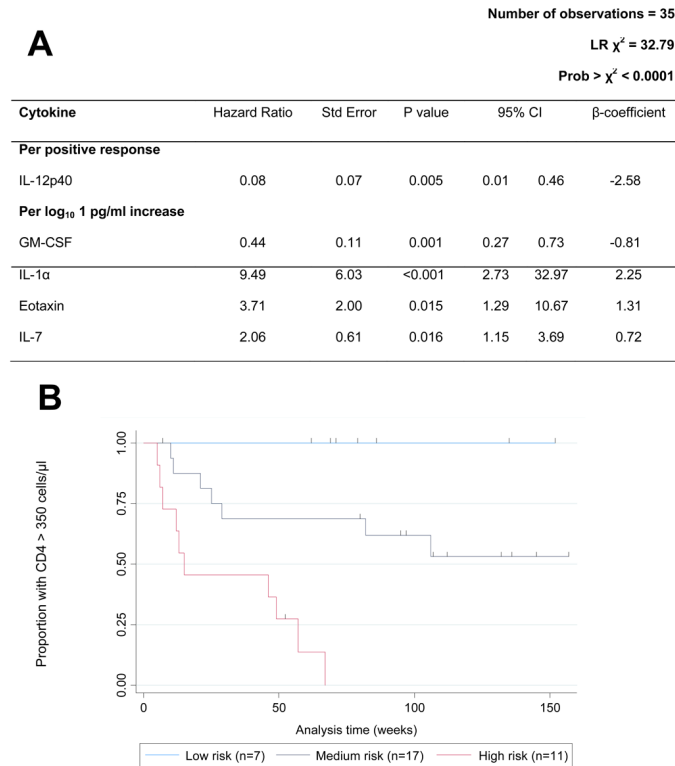 Number of observations = 35
A
LR χ² = 32.79
Prob > χ² < 0.0001
Cytokine Hazard Ratio Std Error P value 95% CI β-coefficient
Per positive response
IL-12p40 0.08 0.07 0.005 0.01 0.46 -2.58
Per log₁₀ 1 pg/ml increase
GM-CSF 0.44 0.11 0.001 0.27 0.73 -0.81
IL-1α 9.49 6.03 <0.001 2.73 32.97 2.25
Eotaxin 3.71 2.00 0.015 1.29 10.67 1.31
IL-7 2.06 0.61 0.016 1.15 3.69 0.72
B
Proportion with CD4 > 350 cells/µl
1.00
0.75
0.50
0.25
0.00
0 50 100 150
Analysis time (weeks)
Low risk (n=7) Medium risk (n=17) High risk (n=11)